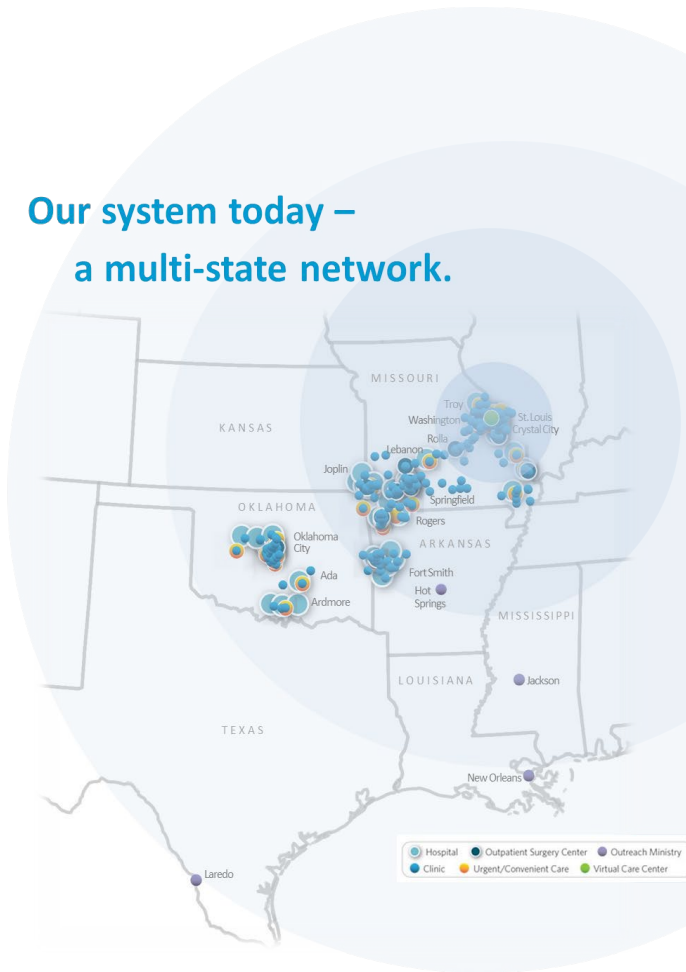 Our system today –
a multi-state network.
MISSOURI
Troy
Washington
St. Louis
Crystal City
KANSAS
Rolla
Lebanon
Joplin
Springfield
OKLAHOMA
Rogers
Oklahoma
City
ARKANSAS
Fort Smith
Ada
Hot
Springs
Ardmore
MISSISSIPPI
LOUISIANA
Jackson
TEXAS
New Orleans
Hospital Outpatient Surgery Center Outreach Ministry
Clinic Urgent/Convenient Care Virtual Care Center
Laredo